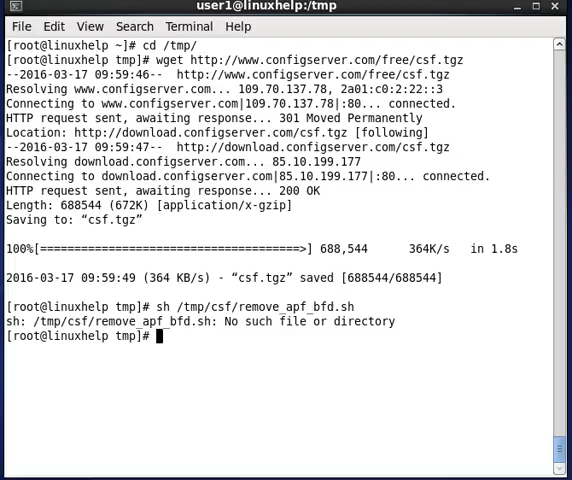 user1@linuxhelp:/tmp
File Edit View Search Terminal Help
[root@linuxhelp ~]# cd /tmp/
[root@linuxhelp tmp]# wget http://www.configserver.com/free/csf.tgz
--2016-03-17 09:59:46-- http://www.configserver.com/free/csf.tgz
Resolving www.configserver.com... 109.70.137.78, 2a01:c0:2:22::3
Connecting to www.configserver.com|109.70.137.78|:80... connected.
HTTP request sent, awaiting response... 301 Moved Permanently
Location: http://download.configserver.com/csf.tgz [following]
--2016-03-17 09:59:47-- http://download.configserver.com/csf.tgz
Resolving download.configserver.com... 85.10.199.177
Connecting to download.configserver.com|85.10.199.177|:80... connected.
HTTP request sent, awaiting response... 200 OK
Length: 688544 (672K) [application/x-gzip]
Saving to: “csf.tgz”
100%[======================================>] 688,544 364K/s in 1.8s
2016-03-17 09:59:49 (364 KB/s) - “csf.tgz” saved [688544/688544]
[root@linuxhelp tmp]# sh /tmp/csf/remove_apf_bfd.sh
sh: /tmp/csf/remove_apf_bfd.sh: No such file or directory
[root@linuxhelp tmp]#